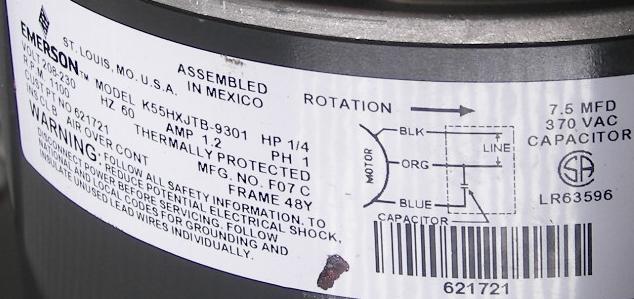 EMERSON™
ST. LOUIS, MO. U.S.A.
ASSEMBLED
IN MEXICO
MODEL K55HXJTB-9301 HP 1/4
VOLT 208-230 HZ 60 AMP 1.2 PH 1
R.P.M. 1100 THERMALLY PROTECTED
CUST PT NO 621721 MFG. NO. F07 C
INS CLB AIR OVER CONT FRAME 48Y
WARNING: FOLLOW ALL SAFETY INFORMATION. TO
REDUCE POTENTIAL ELECTRICAL SHOCK,
DISCONNECT POWER BEFORE SERVICING. FOLLOW
NATIONAL AND LOCAL CODES FOR GROUNDING AND
INSULATE UNUSED LEAD WIRES INDIVIDUALLY.
ROTATION
MOTOR
BLK
LINE
ORG
BLUE
CAPACITOR
7.5 MFD
370 VAC
CAPACITOR
SA
LR63596
621721